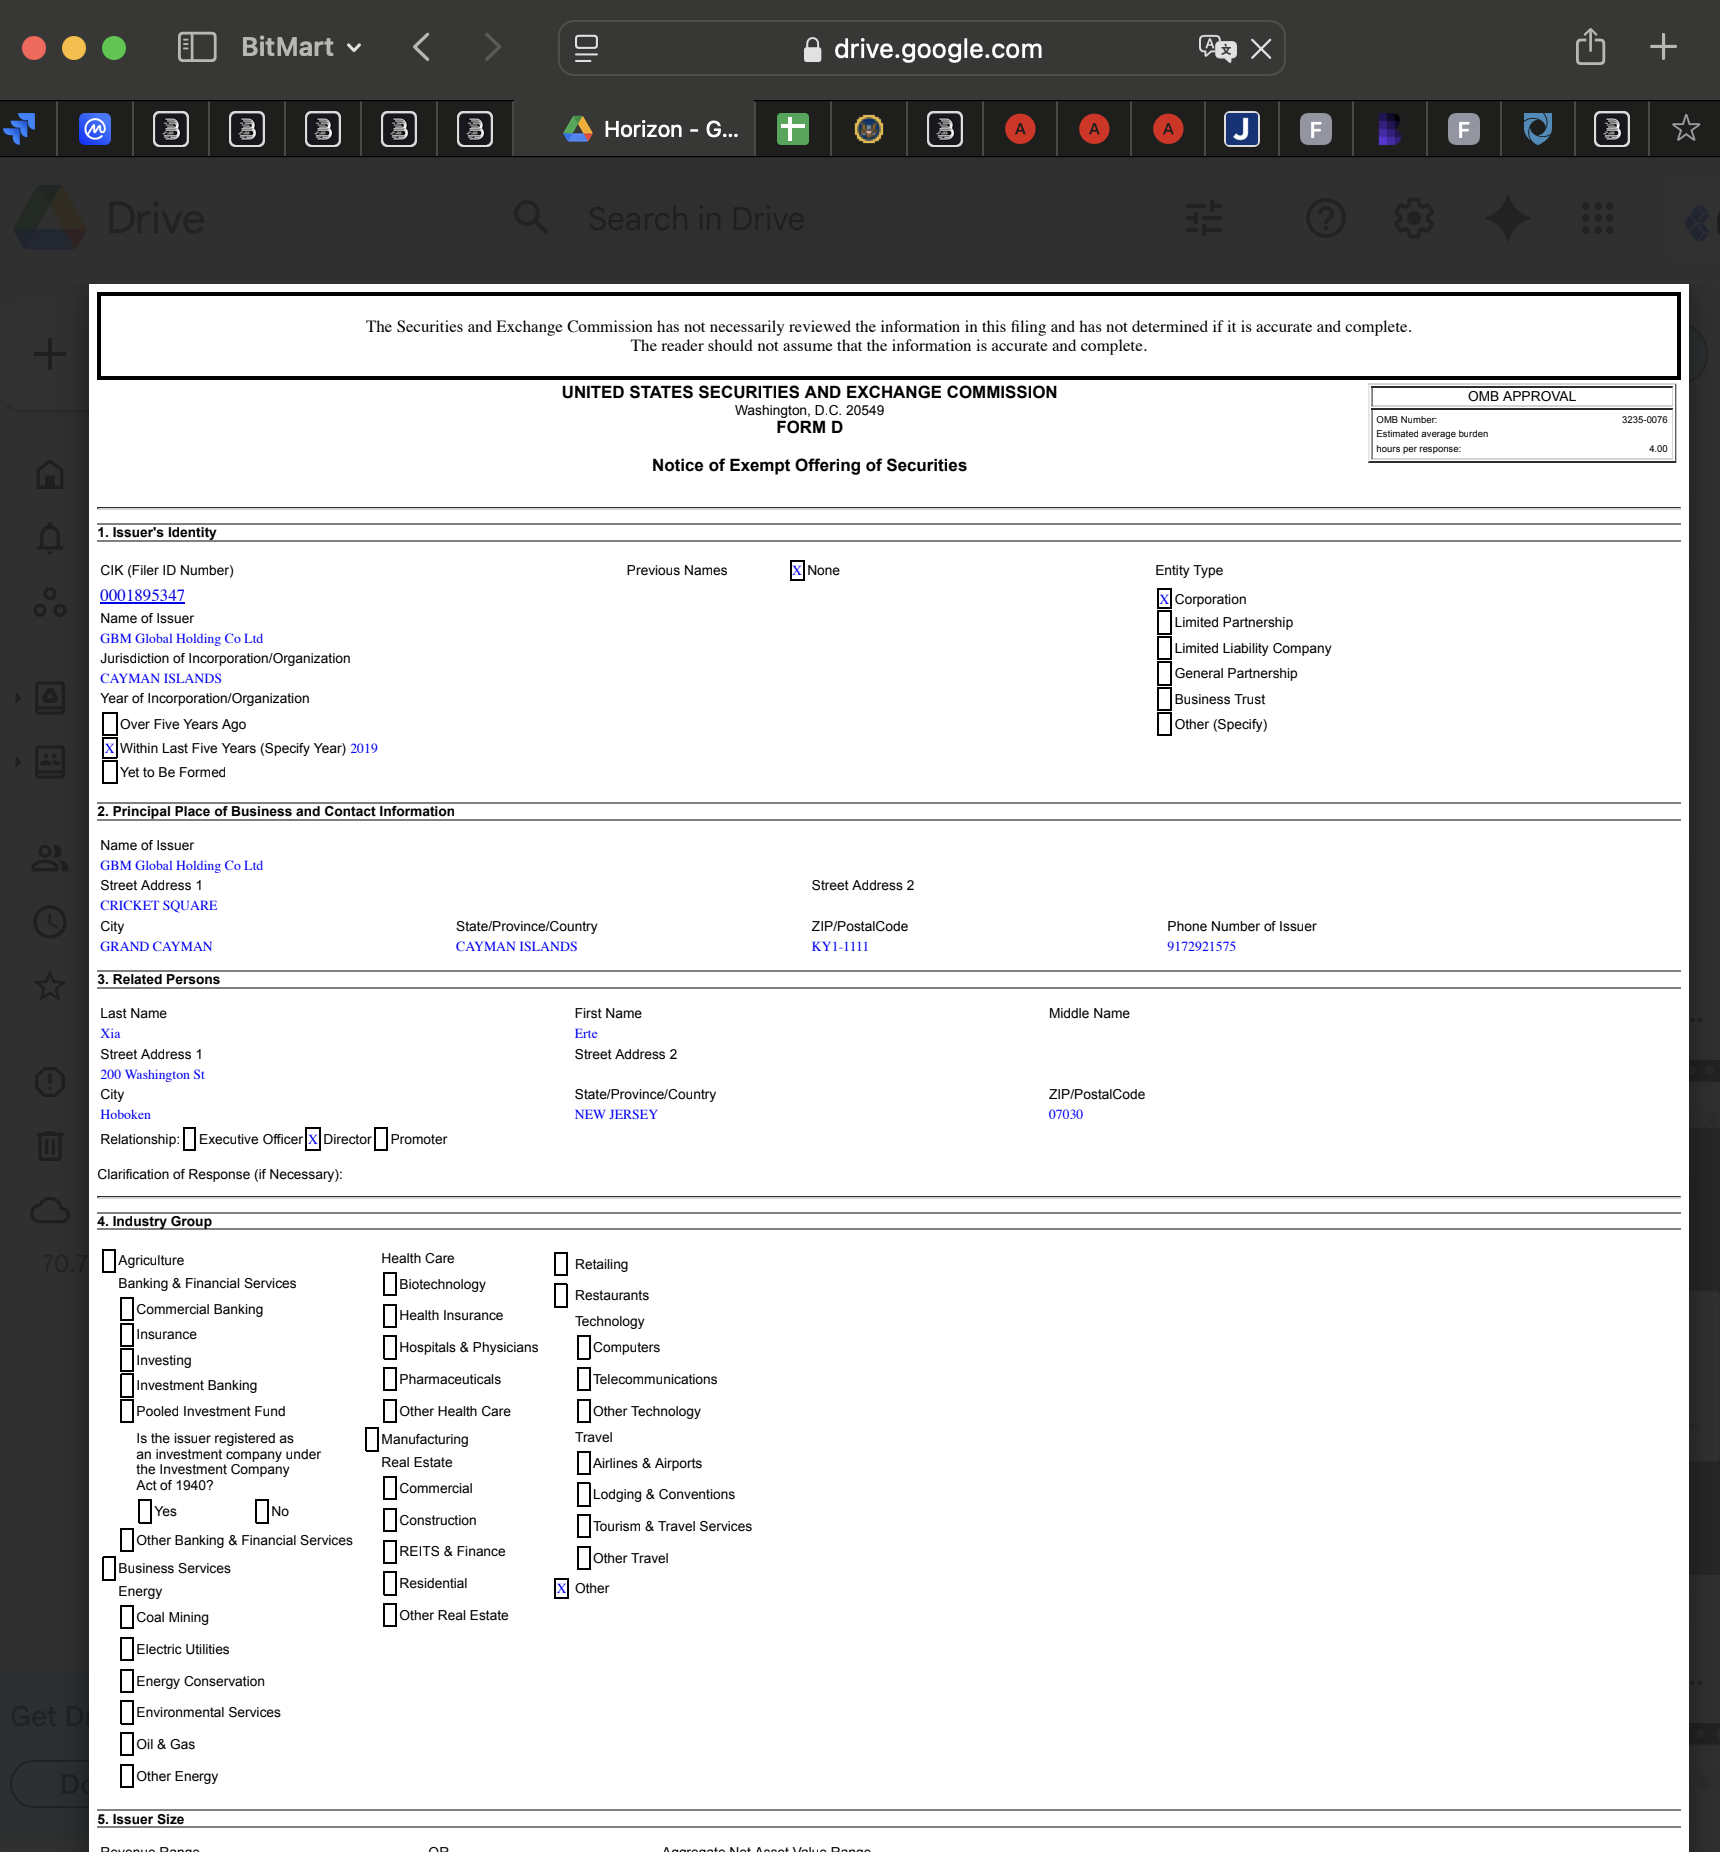 BitMart
drive.google.com
Horizon - G...
Drive
Search in Drive
The Securities and Exchange Commission has not necessarily reviewed the information in this filing and has not determined if it is accurate and complete.
The reader should not assume that the information is accurate and complete.
UNITED STATES SECURITIES AND EXCHANGE COMMISSION
Washington, D.C. 20549
FORM D
Notice of Exempt Offering of Securities
OMB APPROVAL
OMB Number: 3235-0076
Estimated average burden
hours per response: 4.00
1. Issuer's Identity
CIK (Filer ID Number) Previous Names X None Entity Type
0001895347
X Corporation
Name of Issuer
Limited Partnership
GBM Global Holding Co Ltd
Limited Liability Company
Jurisdiction of Incorporation/Organization
General Partnership
CAYMAN ISLANDS
Business Trust
Year of Incorporation/Organization
Other (Specify)
Over Five Years Ago
X Within Last Five Years (Specify Year) 2019
Yet to Be Formed
2. Principal Place of Business and Contact Information
Name of Issuer
GBM Global Holding Co Ltd
Street Address 1 Street Address 2
CRICKET SQUARE
City State/Province/Country ZIP/PostalCode Phone Number of Issuer
GRAND CAYMAN CAYMAN ISLANDS KY1-1111 9172921575
3. Related Persons
Last Name First Name Middle Name
Xia Erte
Street Address 1 Street Address 2
200 Washington St
City State/Province/Country ZIP/PostalCode
Hoboken NEW JERSEY 07030
Relationship: Executive Officer X Director Promoter
Clarification of Response (if Necessary):
4. Industry Group
Agriculture
Banking & Financial Services
Commercial Banking
Insurance
Investing
Investment Banking
Pooled Investment Fund
Is the issuer registered as
an investment company under
the Investment Company
Act of 1940?
Yes No
Other Banking & Financial Services
Business Services
Energy
Coal Mining
Electric Utilities
Energy Conservation
Environmental Services
Oil & Gas
Other Energy
Health Care
Biotechnology
Health Insurance
Hospitals & Physicians
Pharmaceuticals
Other Health Care
Manufacturing
Real Estate
Commercial
Construction
REITS & Finance
Residential
Other Real Estate
Retailing
Restaurants
Technology
Computers
Telecommunications
Other Technology
Travel
Airlines & Airports
Lodging & Conventions
Tourism & Travel Services
Other Travel
X Other
70.7
Get D
5. Issuer Size
Revenue Range OR Aggregate Net Asset Value Range